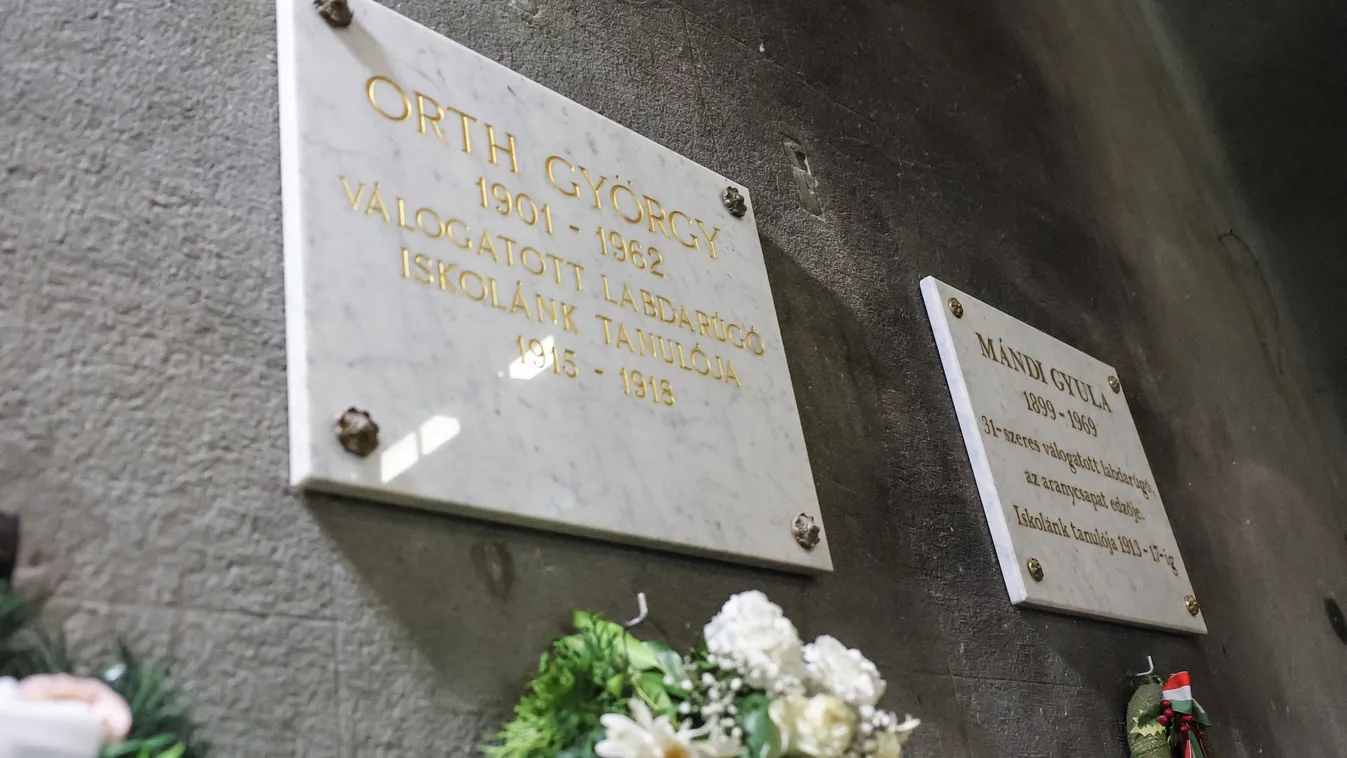 ORTH GYÖRGY
1901 - 1962
VÁLOGATOTT LABDARÚGÓ
ISKOLÁNK TANULÓJA
1915 - 1918
MÁNDI GYULA
1899 - 1969
31-szeres válogatott labdarúgó,
az aranycsapat edzője.
Iskolánk tanulója 1913 - 17-ig